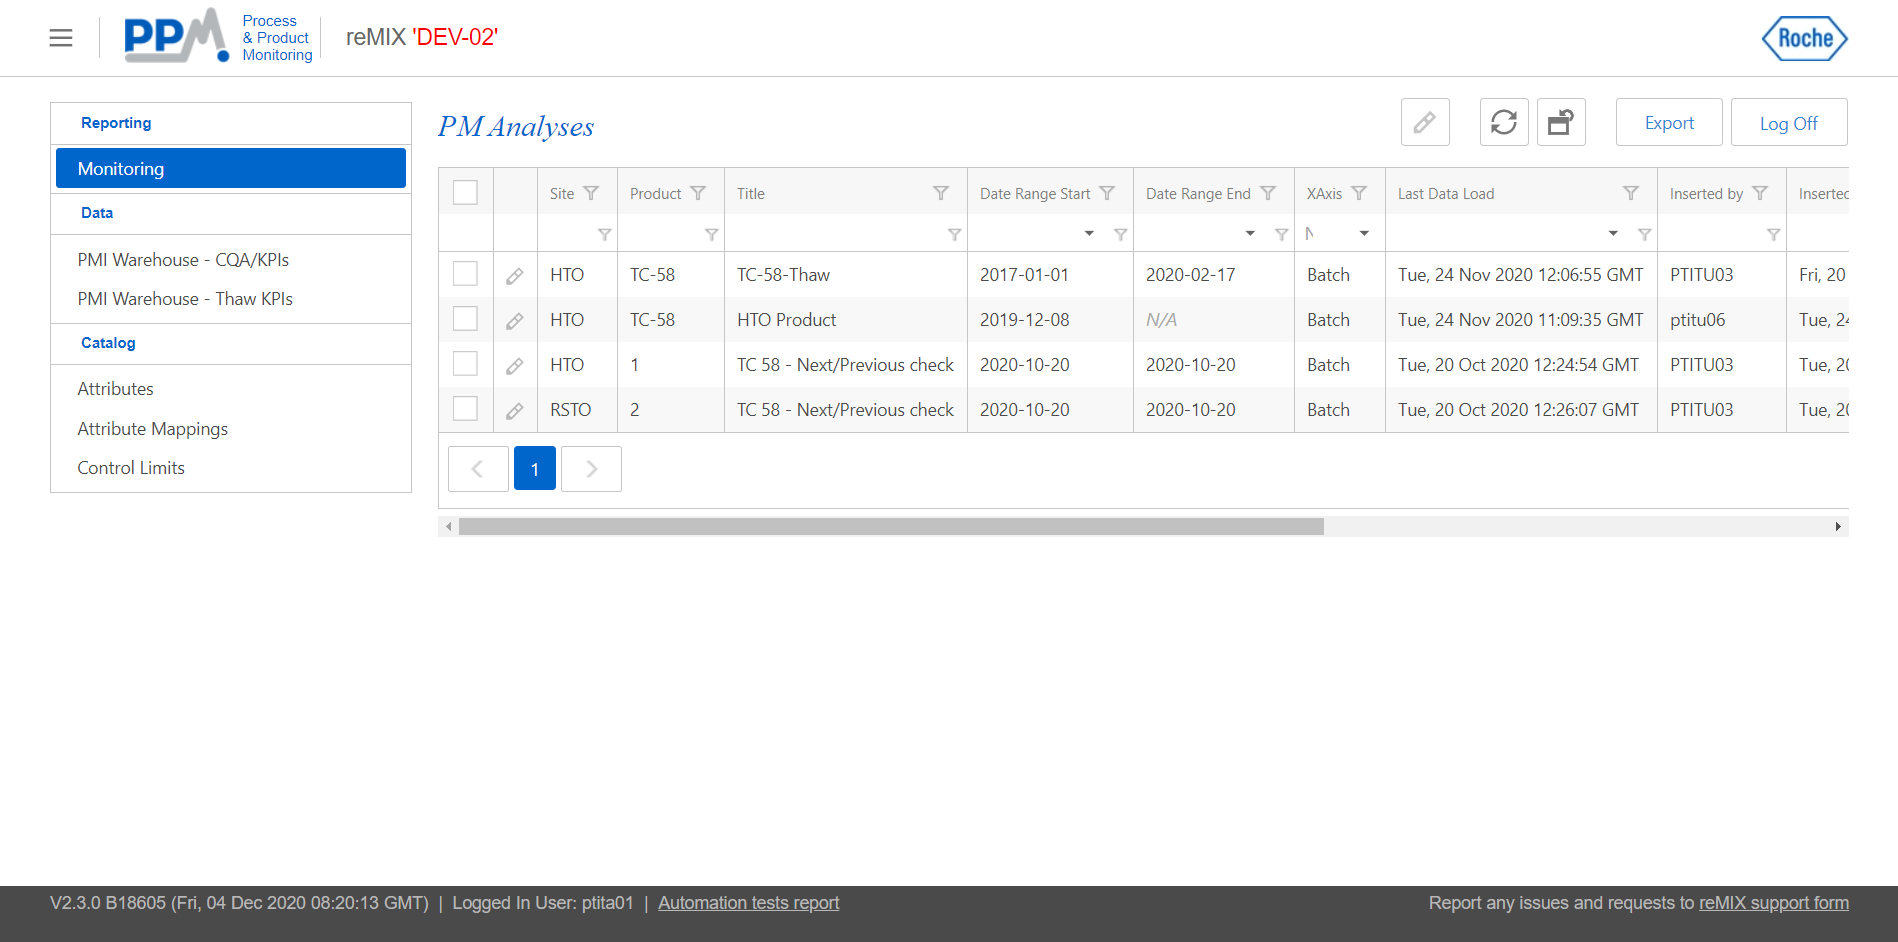 PPM Process
& Product
Monitoring
reMIX 'DEV-02'
Roche
Reporting
Monitoring
Data
PMI Warehouse - CQA/KPIs
PMI Warehouse - Thaw KPIs
Catalog
Attributes
Attribute Mappings
Control Limits
PM Analyses
Export
Log Off
Site Product Title Date Range Start Date Range End XAxis Last Data Load Inserted by Inserted
HTO TC-58 TC-58-Thaw 2017-01-01 2020-02-17 Batch Tue, 24 Nov 2020 12:06:55 GMT PTITU03 Fri, 20
HTO TC-58 HTO Product 2019-12-08 N/A Batch Tue, 24 Nov 2020 11:09:35 GMT ptitu06 Tue, 24
HTO 1 TC 58 - Next/Previous check 2020-10-20 2020-10-20 Batch Tue, 20 Oct 2020 12:24:54 GMT PTITU03 Tue, 20
RSTO 2 TC 58 - Next/Previous check 2020-10-20 2020-10-20 Batch Tue, 20 Oct 2020 12:26:07 GMT PTITU03 Tue, 20
1
V2.3.0 B18605 (Fri, 04 Dec 2020 08:20:13 GMT) | Logged In User: ptita01 | Automation tests report
Report any issues and requests to reMIX support form